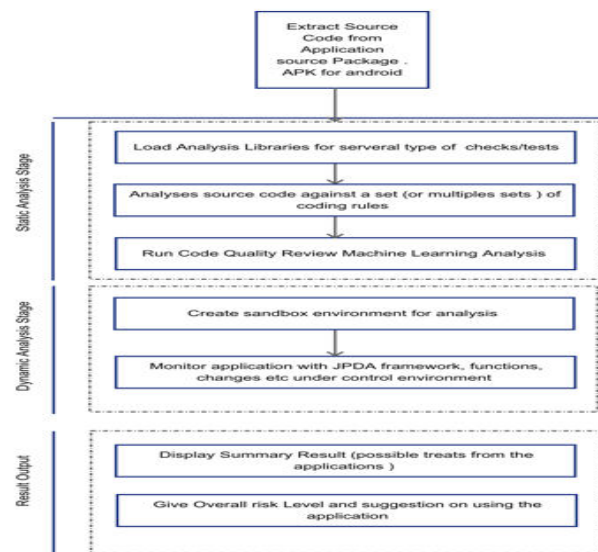 Extract Source
Code from
Application
source Package .
APK for android
Static Analysis Stage
Load Analysis Libraries for serveral type of checks/tests
Analyses source code against a set (or multiples sets ) of
coding rules
Run Code Quality Review Machine Learning Analysis
Dynamic Analysis Stage
Create sandbox environment for analysis
Monitor application with JPDA framework, functions,
changes etc under control environment
Result Output
Display Summary Result (possible treats from the
applications )
Give Overall risk Level and suggestion on using the
application